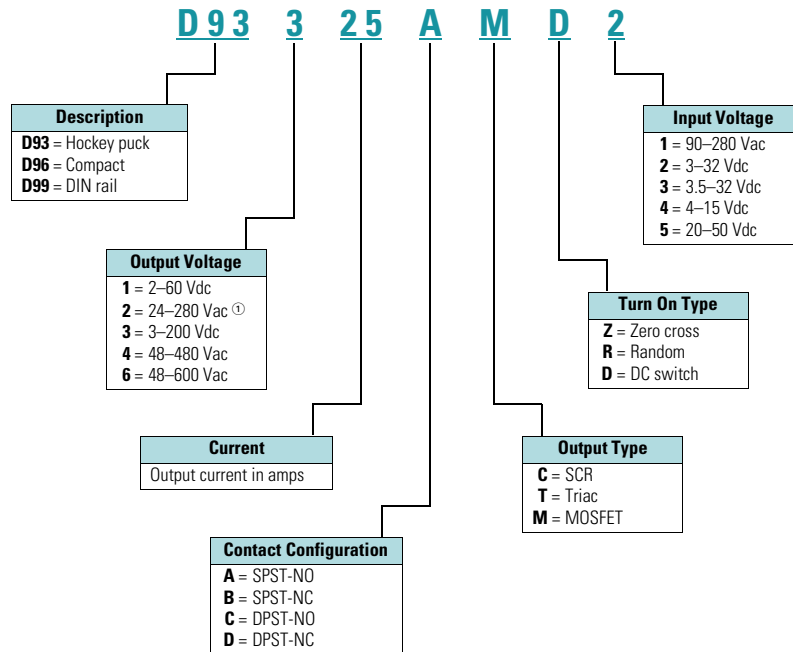 D93 3 25 A M D 2
Description
D93 = Hockey puck
D96 = Compact
D99 = DIN rail
Input Voltage
1 = 90–280 Vac
2 = 3–32 Vdc
3 = 3.5–32 Vdc
4 = 4–15 Vdc
5 = 20–50 Vdc
Output Voltage
1 = 2–60 Vdc
2 = 24–280 Vac ①
3 = 3–200 Vdc
4 = 48–480 Vac
6 = 48–600 Vac
Turn On Type
Z = Zero cross
R = Random
D = DC switch
Current
Output current in amps
Output Type
C = SCR
T = Triac
M = MOSFET
Contact Configuration
A = SPST-NO
B = SPST-NC
C = DPST-NO
D = DPST-NC